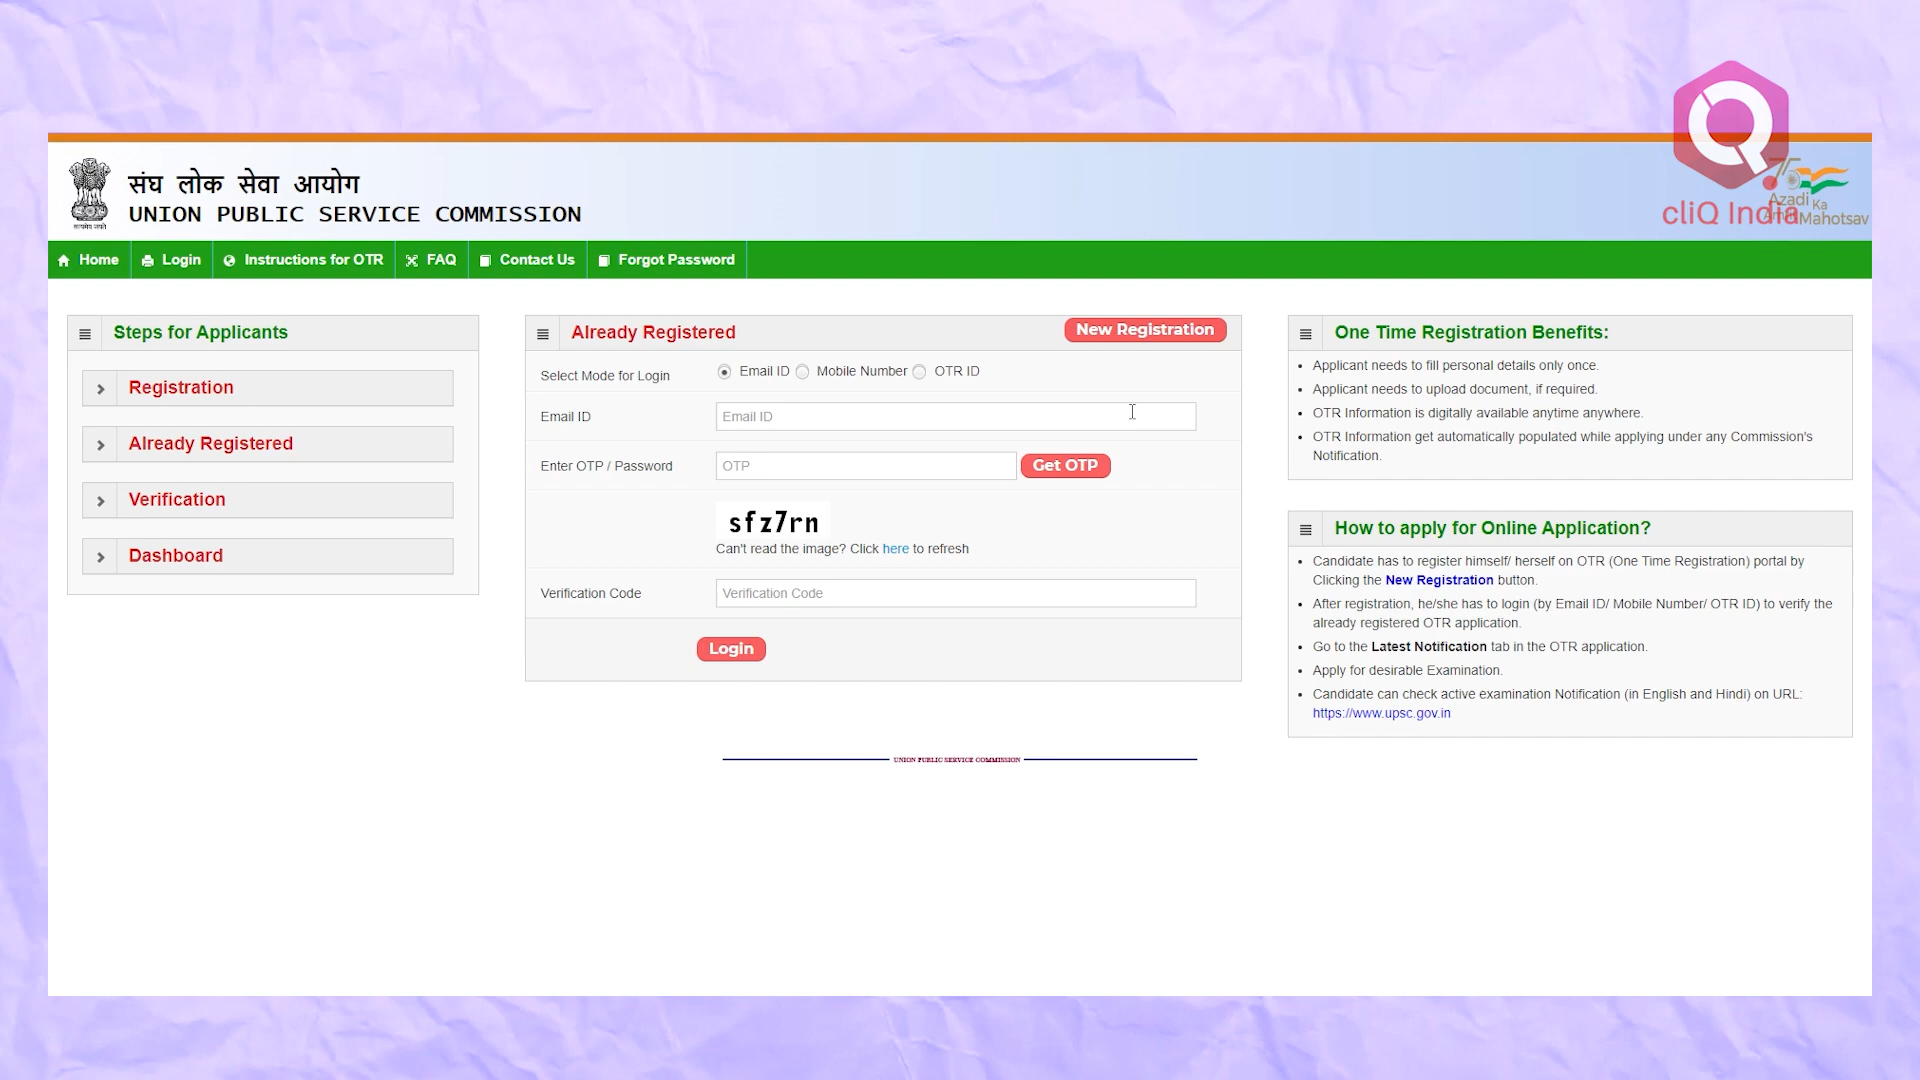 cliQ India
Azadi Ka
Amrit Mahotsav
संघ लोक सेवा आयोग
UNION PUBLIC SERVICE COMMISSION
सत्यमेव जयते
Home Login Instructions for OTR FAQ Contact Us Forgot Password
Steps for Applicants
Registration
Already Registered
Verification
Dashboard
Already Registered New Registration
Select Mode for Login Email ID Mobile Number OTR ID
Email ID Email ID
Enter OTP / Password OTP Get OTP
sfz7rn
Can't read the image? Click here to refresh
Verification Code Verification Code
Login
One Time Registration Benefits:
Applicant needs to fill personal details only once.
Applicant needs to upload document, if required.
OTR Information is digitally available anytime anywhere.
OTR Information get automatically populated while applying under any Commission's
Notification.
How to apply for Online Application?
Candidate has to register himself/ herself on OTR (One Time Registration) portal by
Clicking the New Registration button.
After registration, he/she has to login (by Email ID/ Mobile Number/ OTR ID) to verify the
already registered OTR application.
Go to the Latest Notification tab in the OTR application.
Apply for desirable Examination.
Candidate can check active examination Notification (in English and Hindi) on URL:
https://www.upsc.gov.in
UNION PUBLIC SERVICE COMMISSION